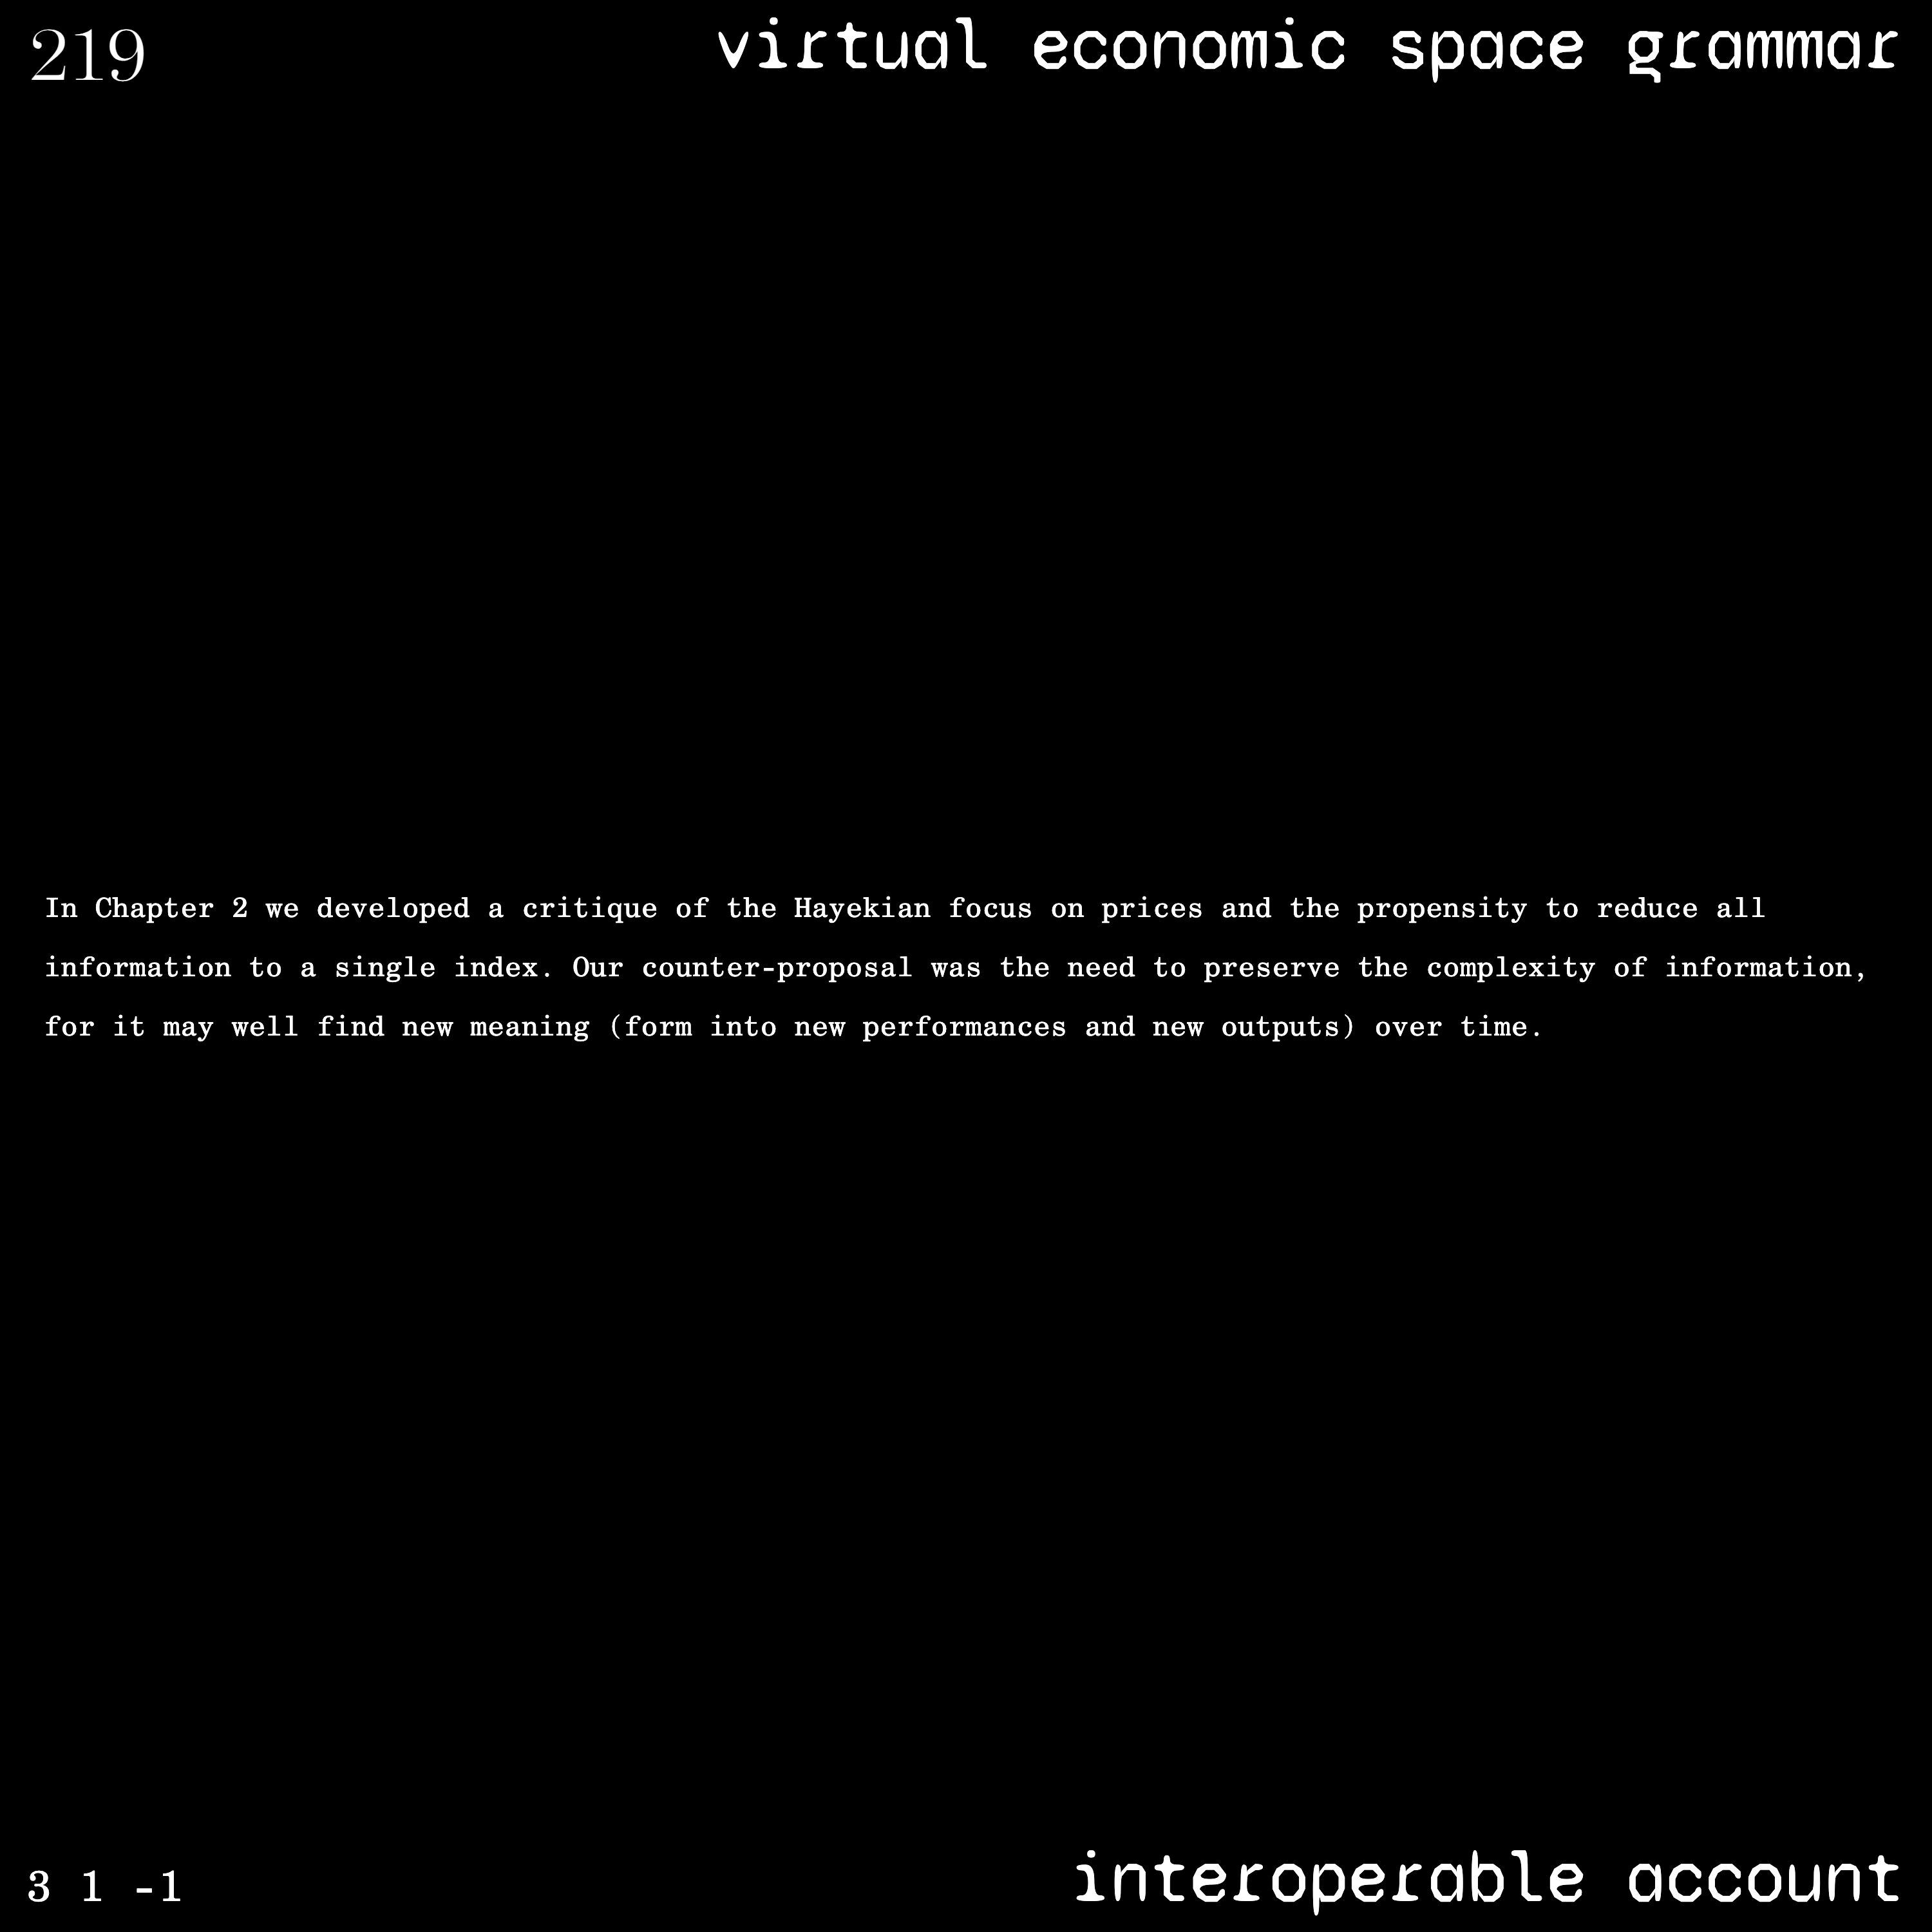 219
virtual economic space grammar
In Chapter 2 we developed a critique of the Hayekian focus on prices and the propensity to reduce all
information to a single index. Our counter-proposal was the need to preserve the complexity of information,
for it may well find new meaning (form into new performances and new outputs) over time.
3 1 -1
interoperable account